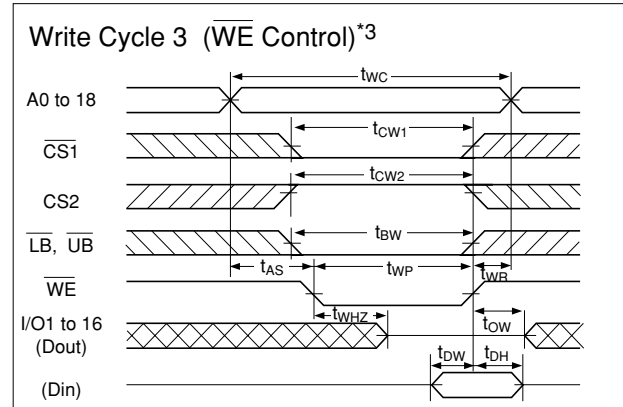 Write Cycle 3 (WE Control)*3
tWC
A0 to 18
tCW1
CS1
tCW2
CS2
tBW
LB, UB
tAS tWP tWR
WE
tWHZ tOW
I/O1 to 16
(Dout)
tDW tDH
(Din)